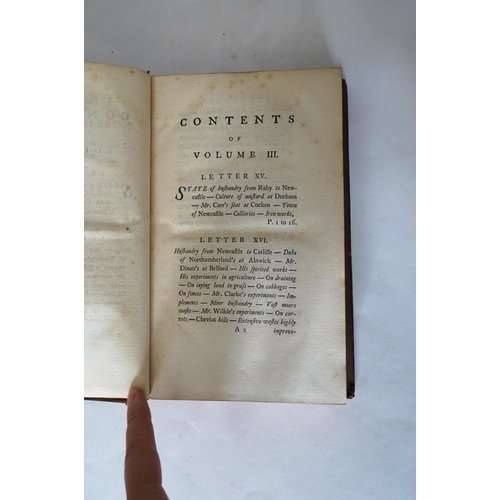 CONTENTS
OF
VOLUME III.
LETTER XV.
STATE of husbandry from Raby to New-
castle — Culture of mustard at Durham
— Mr. Carr's seat at Cocken — Town
of Newcastle — Collieries — Iron works,
P. 1 to 16.
LETTER XVI.
Husbandry from Newcastle to Carlisle — Duke
of Northumberland's at Alnwick — Mr.
Dixon's at Belford — His spirited works —
His experiments in agriculture — On draining
— On laying land to grass — On cabbages —
On fences — Mr. Clarke's experiments — Im-
plements — Moor husbandry — Vast moors
waste — Mr. Wilkie's experiments — On car-
rots — Cheviot hills — Extensive wastes highly
A 2 improve-